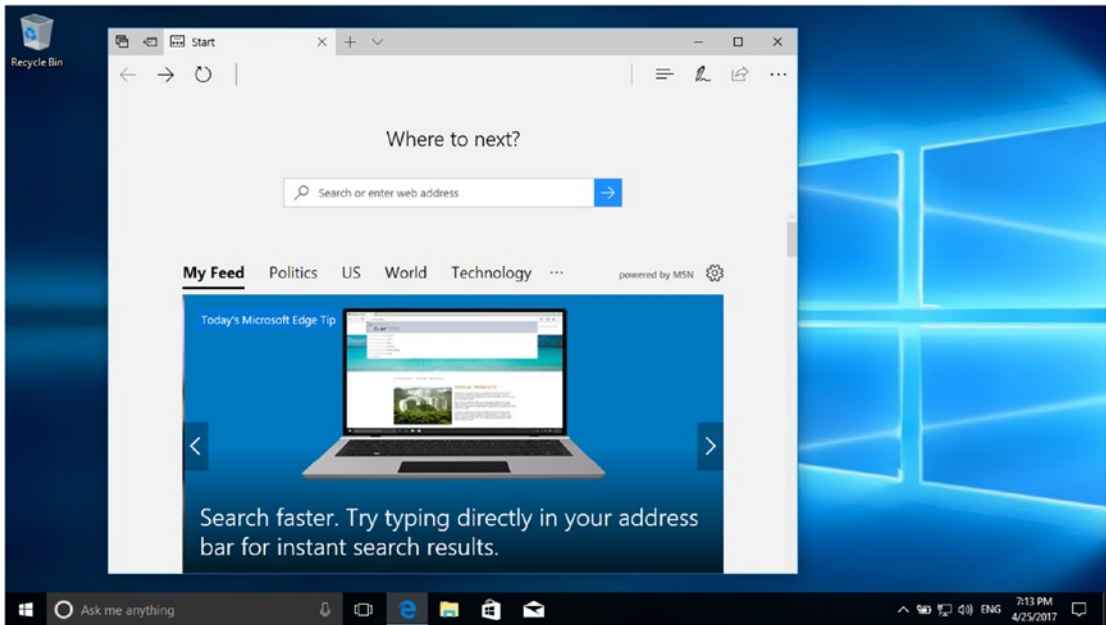 Recycle Bin
Start
Where to next?
Search or enter web address
My Feed Politics US World Technology ··· powered by MSN
Today's Microsoft Edge Tip
Search faster. Try typing directly in your address
bar for instant search results.
Ask me anything
ENG
7:13 PM
4/25/2017